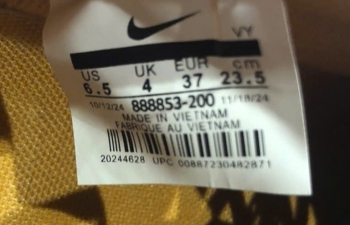 VY
US UK EUR cm
6.5 4 37 23.5
10/12/24 888853-200 11/18/24
MADE IN VIETNAM
FABRIQUE AU VIETNAM
20244628 UPC 00887230482871